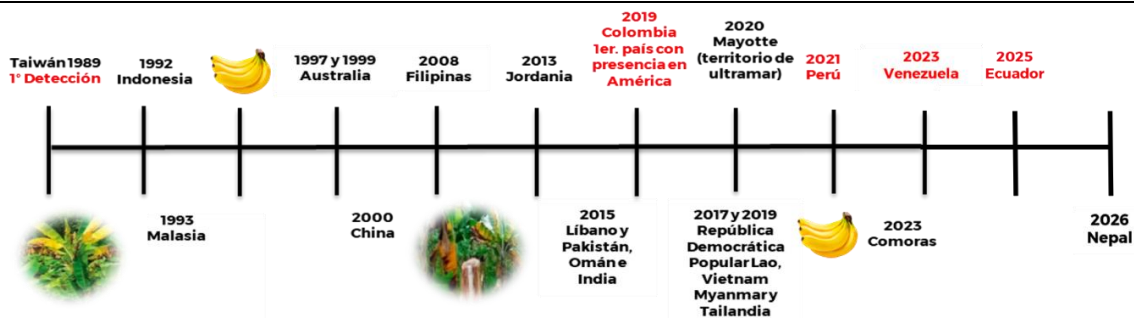 Taiwán 1989
1° Detección
1992
Indonesia
1997 y 1999
Australia
2008
Filipinas
2013
Jordania
2019
Colombia
1er. país con
presencia en
América
2020
Mayotte
(territorio de
ultramar)
2021
Perú
2023
Venezuela
2025
Ecuador
1993
Malasia
2000
China
2015
Líbano y
Pakistán,
Omán e
India
2017 y 2019
República
Democrática
Popular Lao,
Vietnam
Myanmar y
Tailandia
2023
Comoras
2026
Nepal